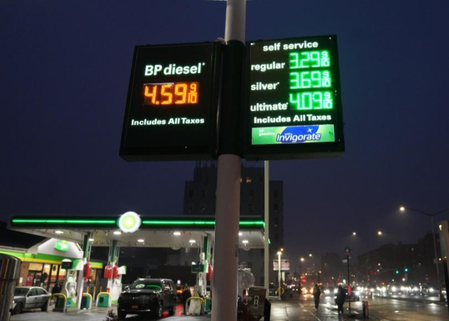 BP diesel*
4.59 9/10
Includes All Taxes
self service
regular 3.29 9/10
silver* 3.69 9/10
ultimate* 4.09 9/10
Includes All Taxes
Invigorate